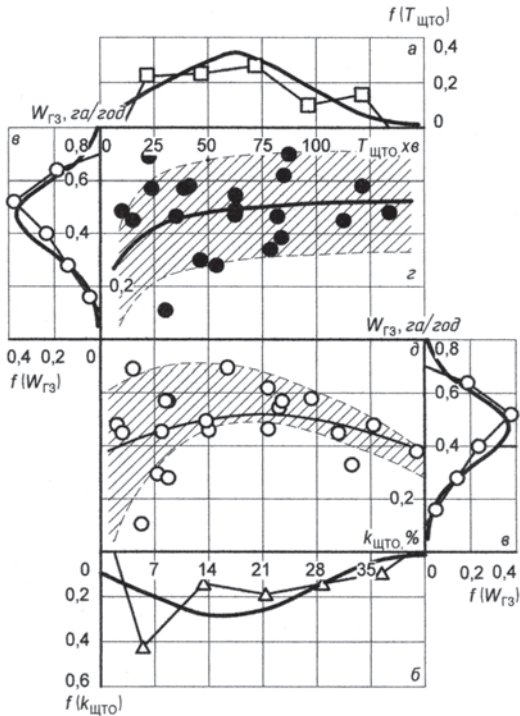 f (TЩТО)
а
0,4
0,2
0
WГЗ, га/год
в
0 25 50 75 100 TЩТО, хв
0,8
0,6
0,4
0,2
г
0,4 0,2 0
f (WГЗ)
WГЗ, га/год
д
0,8
0,6
0,4
0,2
kЩТО, %
в
0 7 14 21 28 35
0 0,2 0,4
f (WГЗ)
0,2
0,4
0,6
f (kЩТО)
б